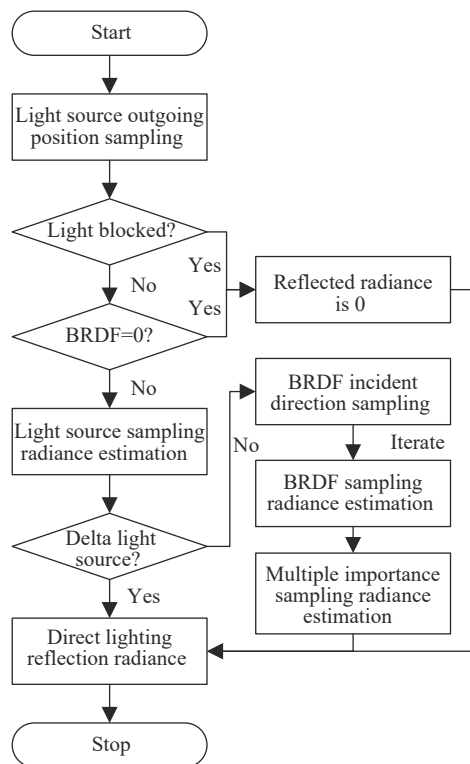 Start
Light source outgoing
position sampling
Light blocked?
Yes
No
Yes
Reflected radiance
is 0
BRDF=0?
No
BRDF incident
direction sampling
Light source sampling
radiance estimation
No
Iterate
BRDF sampling
radiance estimation
Delta light
source?
Yes
Multiple importance
sampling radiance
estimation
Direct lighting
reflection radiance
Stop